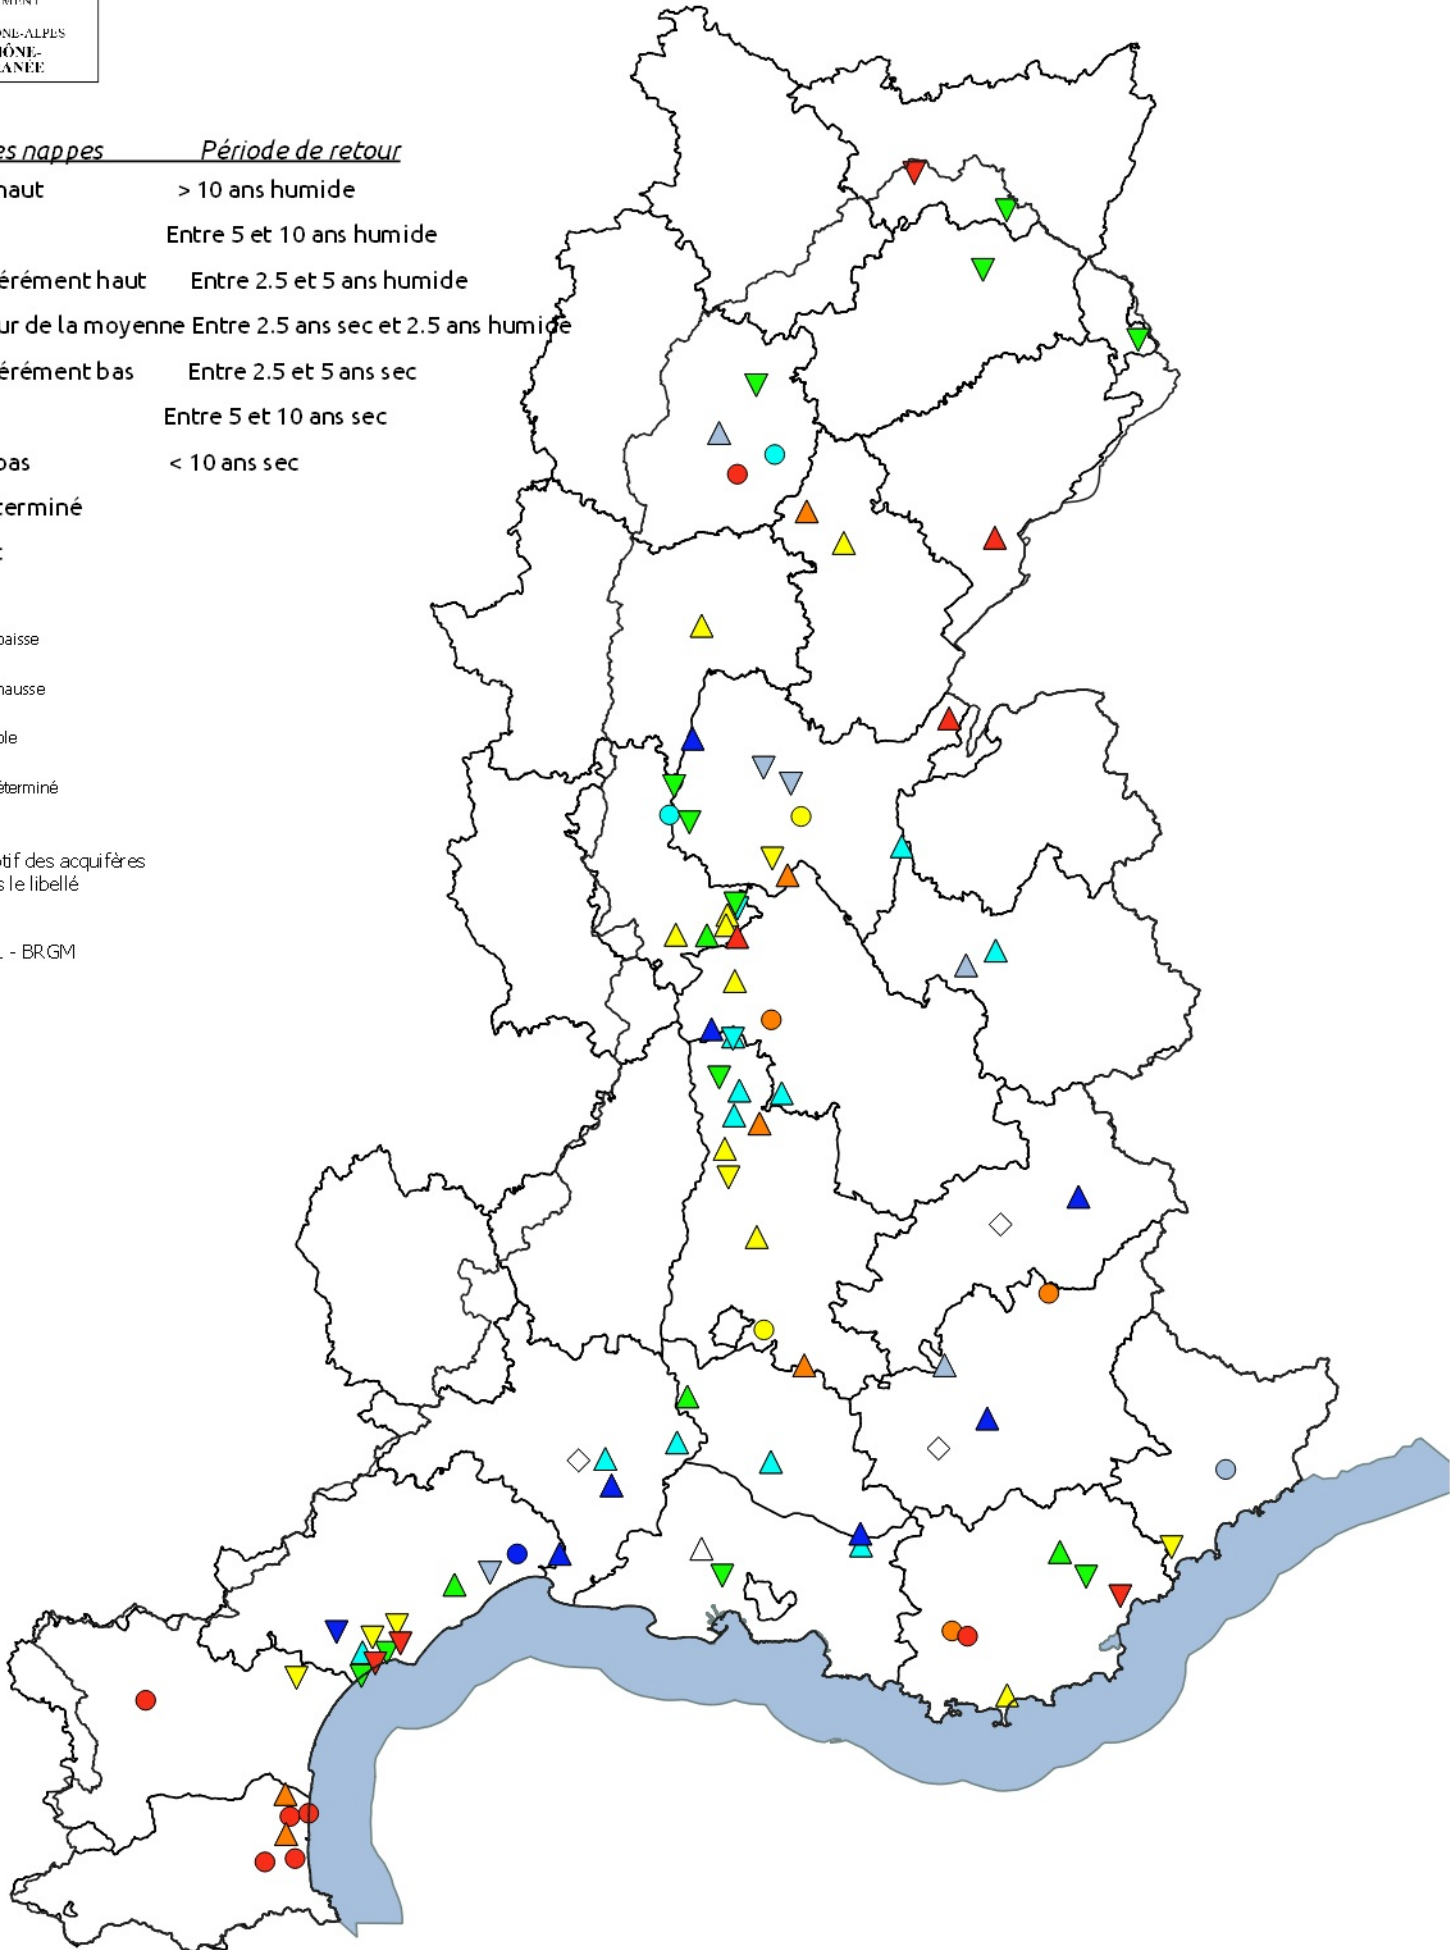 ÔNE-ALPES
HÔNE-
RANÉE
es nappes Période de retour
haut > 10 ans humide
Entre 5 et 10 ans humide
érément haut Entre 2.5 et 5 ans humide
ur de la moyenne Entre 2.5 ans sec et 2.5 ans humide
érément bas Entre 2.5 et 5 ans sec
Entre 5 et 10 ans sec
bas < 10 ans sec
terminé
baisse
hausse
ble
éterminé
otif des acquifères
s le libellé
- BRGM